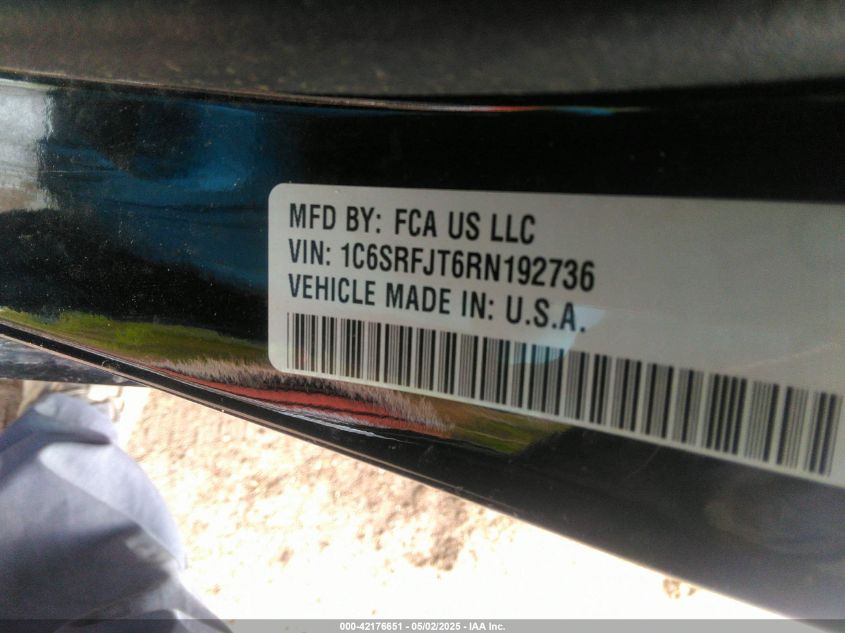 MFD BY: FCA US LLC
VIN: 1C6SRFJT6RN192736
VEHICLE MADE IN: U.S.A.
000-42176651 - 05/02/2025 - IAA Inc.